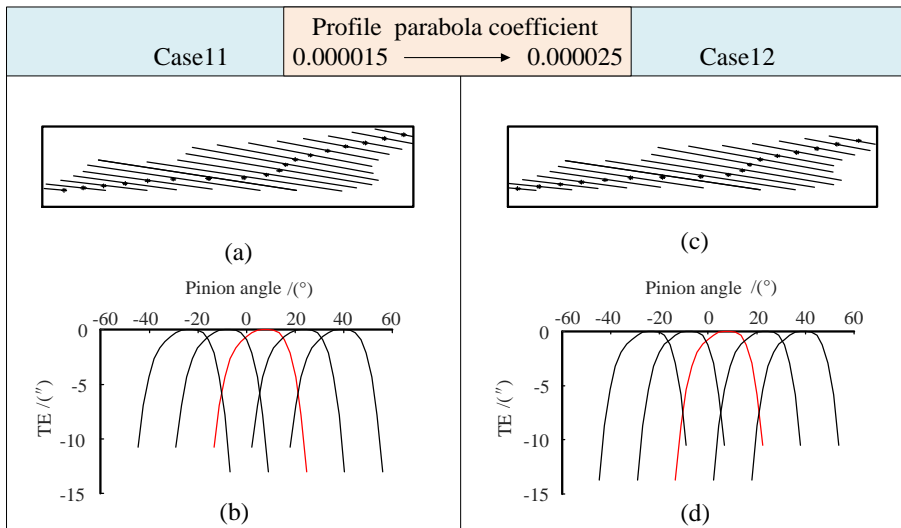 Profile parabola coefficient
Case11 0.000015 0.000025 Case12
(a) (c)
Pinion angle /(°)
-60 -40 -20 0 20 40 60
0
-5
-10
-15
TE /(″)
(b)
Pinion angle /(°)
-60 -40 -20 0 20 40 60
0
-5
-10
-15
TE /(″)
(d)